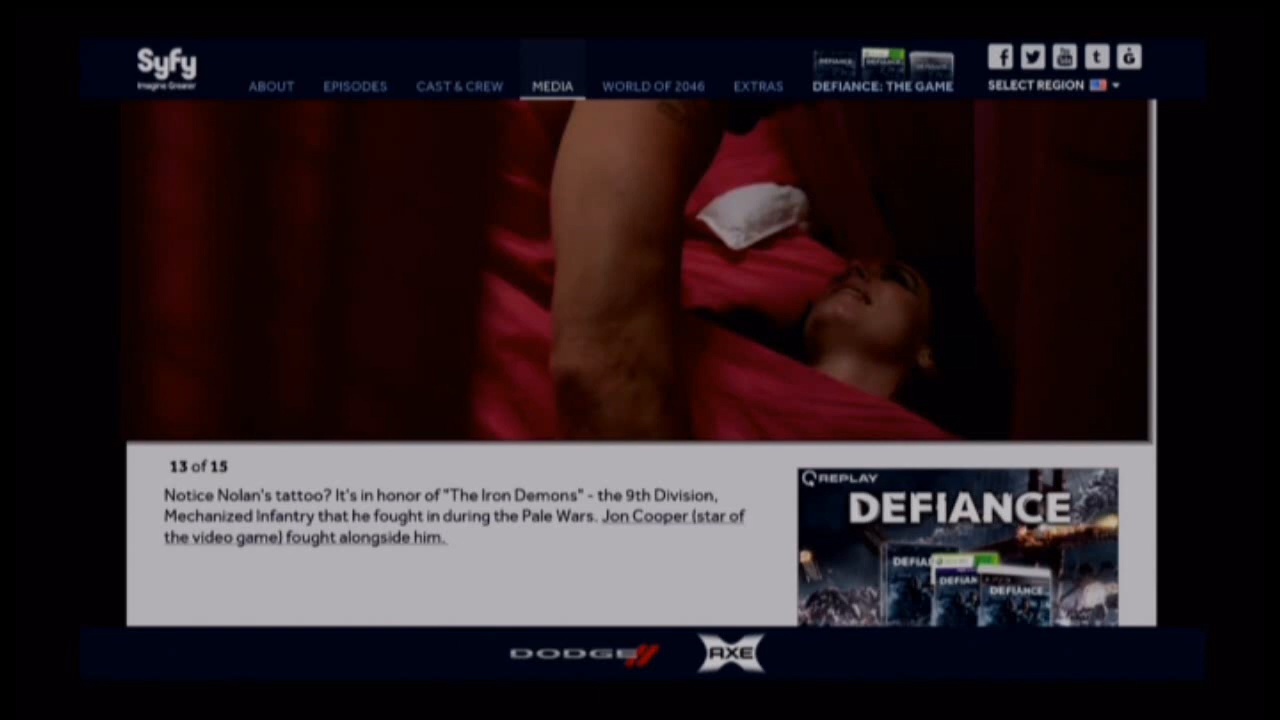 Syfy
Imagine Greater
ABOUT
EPISODES
CAST & CREW
MEDIA
WORLD OF 2046
EXTRAS
DEFIANCE: THE GAME
SELECT REGION
13 of 15
Notice Nolan's tattoo? It's in honor of "The Iron Demons" - the 9th Division,
Mechanized Infantry that he fought in during the Pale Wars. Jon Cooper (star of
the video game) fought alongside him.
REPLAY
DEFIANCE
DEFIANCE
DODGE
AXE